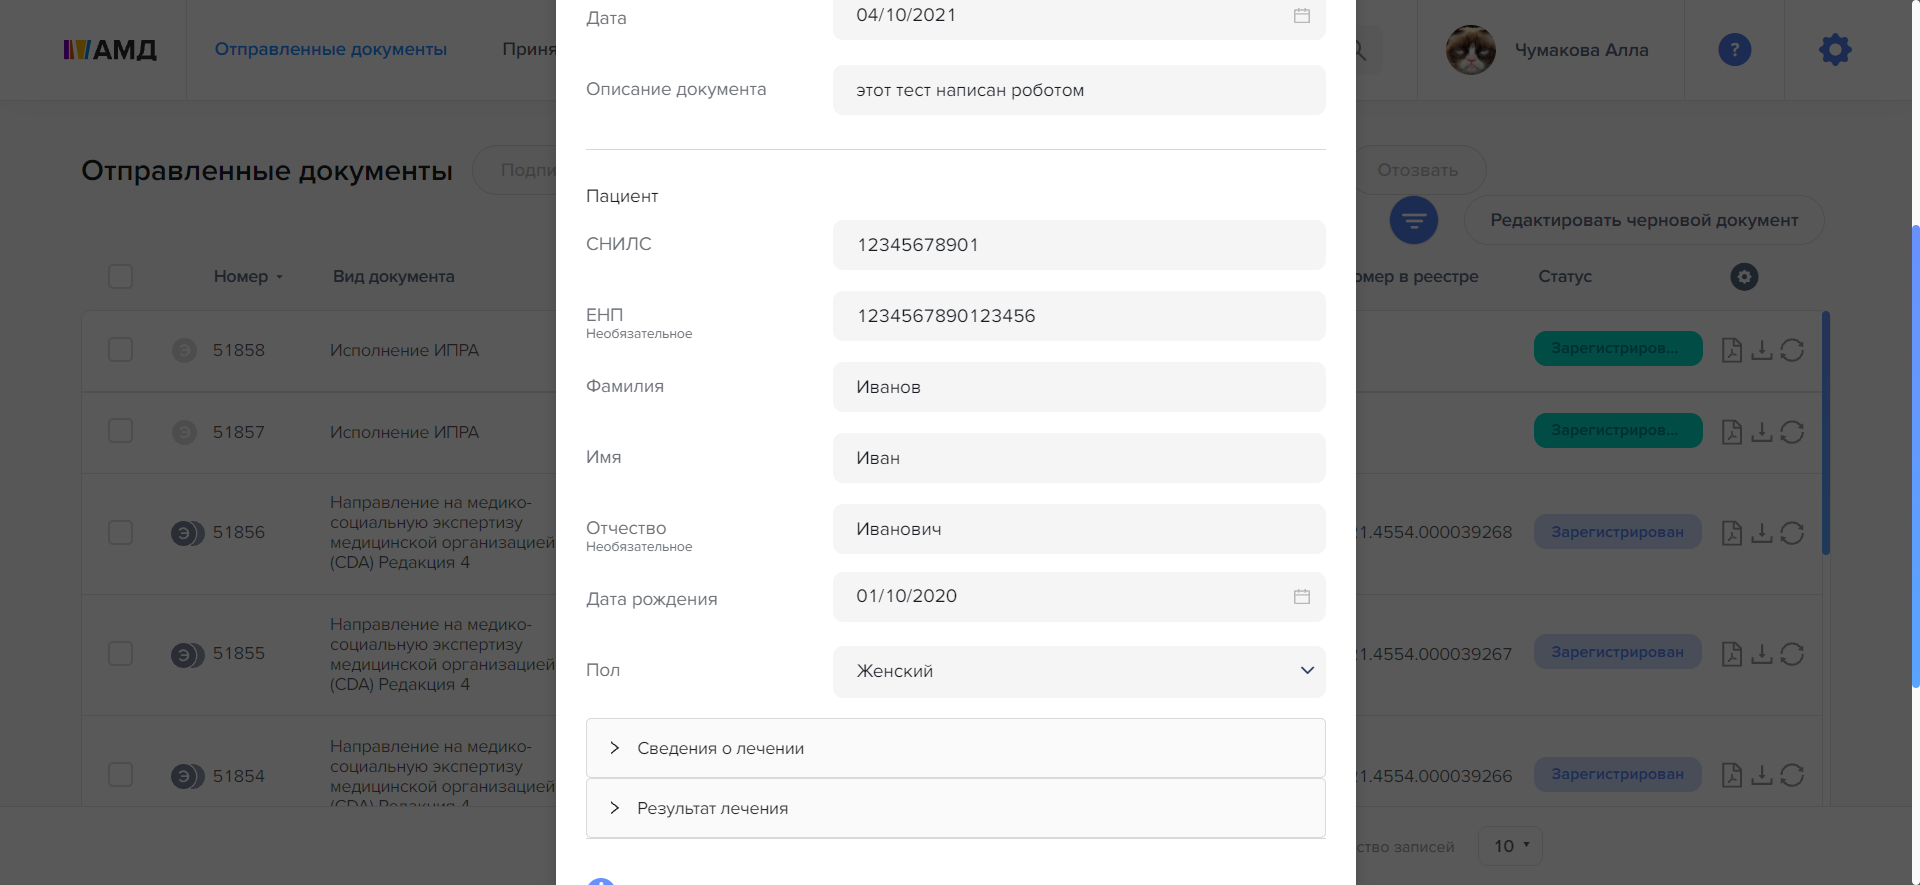 Дата
04/10/2021
АМД
Отправленные документы
Чумакова Алла
?
Описание документа
этот тест написан роботом
Отправленные документы
Отозвать
Пациент
Редактировать черновой документ
СНИЛС
12345678901
Номер
Вид документа
Статус
в реестре
ЕНП
Необязательное
1234567890123456
Э
51858
Исполнение ИПРА
Зарегистриров...
Фамилия
Иванов
Э
51857
Исполнение ИПРА
Зарегистриров...
Имя
Иван
Э
51856
Направление на медико-
социальную экспертизу
медицинской организацией
(CDA) Редакция 4
1.4554.000039268
Зарегистрирован
Отчество
Необязательное
Иванович
Дата рождения
01/10/2020
Э
51855
Направление на медико-
социальную экспертизу
медицинской организацией
(CDA) Редакция 4
1.4554.000039267
Зарегистрирован
Пол
Женский
Сведения о лечении
Э
51854
Направление на медико-
социальную экспертизу
медицинской организацией
(CDA) Редакция 4
1.4554.000039266
Зарегистрирован
Результат лечения
записей
10